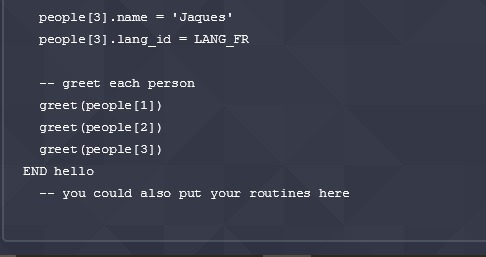 people[3].name = 'Jaques'
people[3].lang_id = LANG_FR
-- greet each person
greet(people[1])
greet(people[2])
greet(people[3])
END hello
-- you could also put your routines here